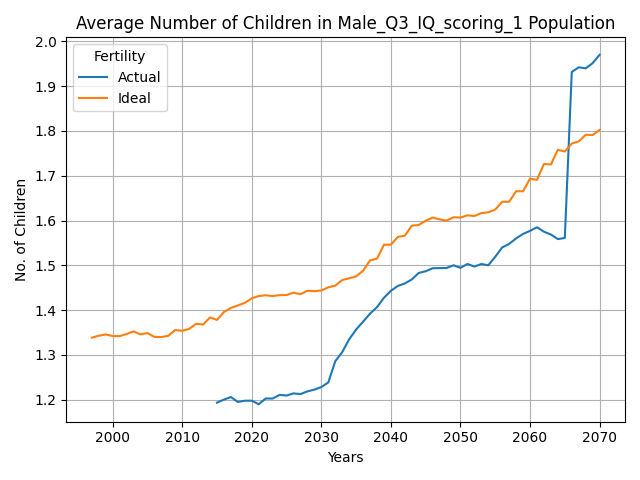 Average Number of Children in Male_Q3_IQ_scoring_1 Population
Fertility
Actual
Ideal
2.0
1.9
1.8
1.7
1.6
1.5
1.4
1.3
1.2
No. of Children
2000 2010 2020 2030 2040 2050 2060 2070
Years